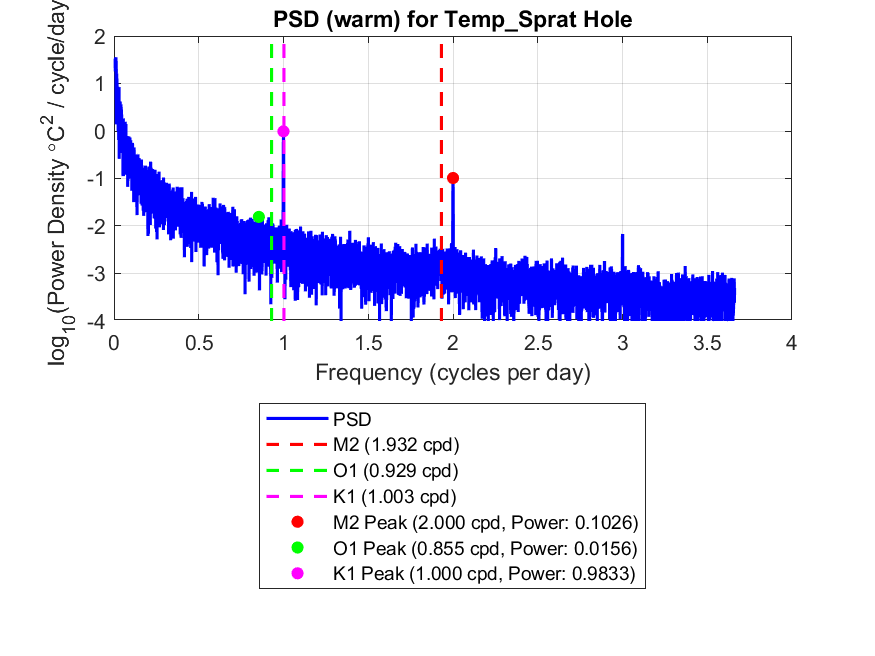 PSD (warm) for Temp_Sprat Hole
log10(Power Density °C2 / cycle/day
2
1
0
-1
-2
-3
-4
0 0.5 1 1.5 2 2.5 3 3.5 4
Frequency (cycles per day)
PSD
M2 (1.932 cpd)
O1 (0.929 cpd)
K1 (1.003 cpd)
M2 Peak (2.000 cpd, Power: 0.1026)
O1 Peak (0.855 cpd, Power: 0.0156)
K1 Peak (1.000 cpd, Power: 0.9833)